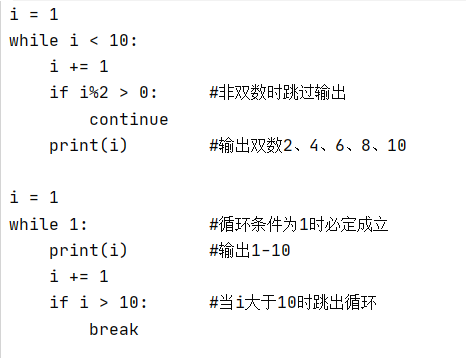 i = 1
while i < 10:
    i += 1
    if i%2 > 0:     #非双数时跳过输出
        continue
    print(i)        #输出双数2、4、6、8、10

i = 1
while 1:            #循环条件为1时必定成立
    print(i)        #输出1-10
    i += 1
    if i > 10:      #当i大于10时跳出循环
        break